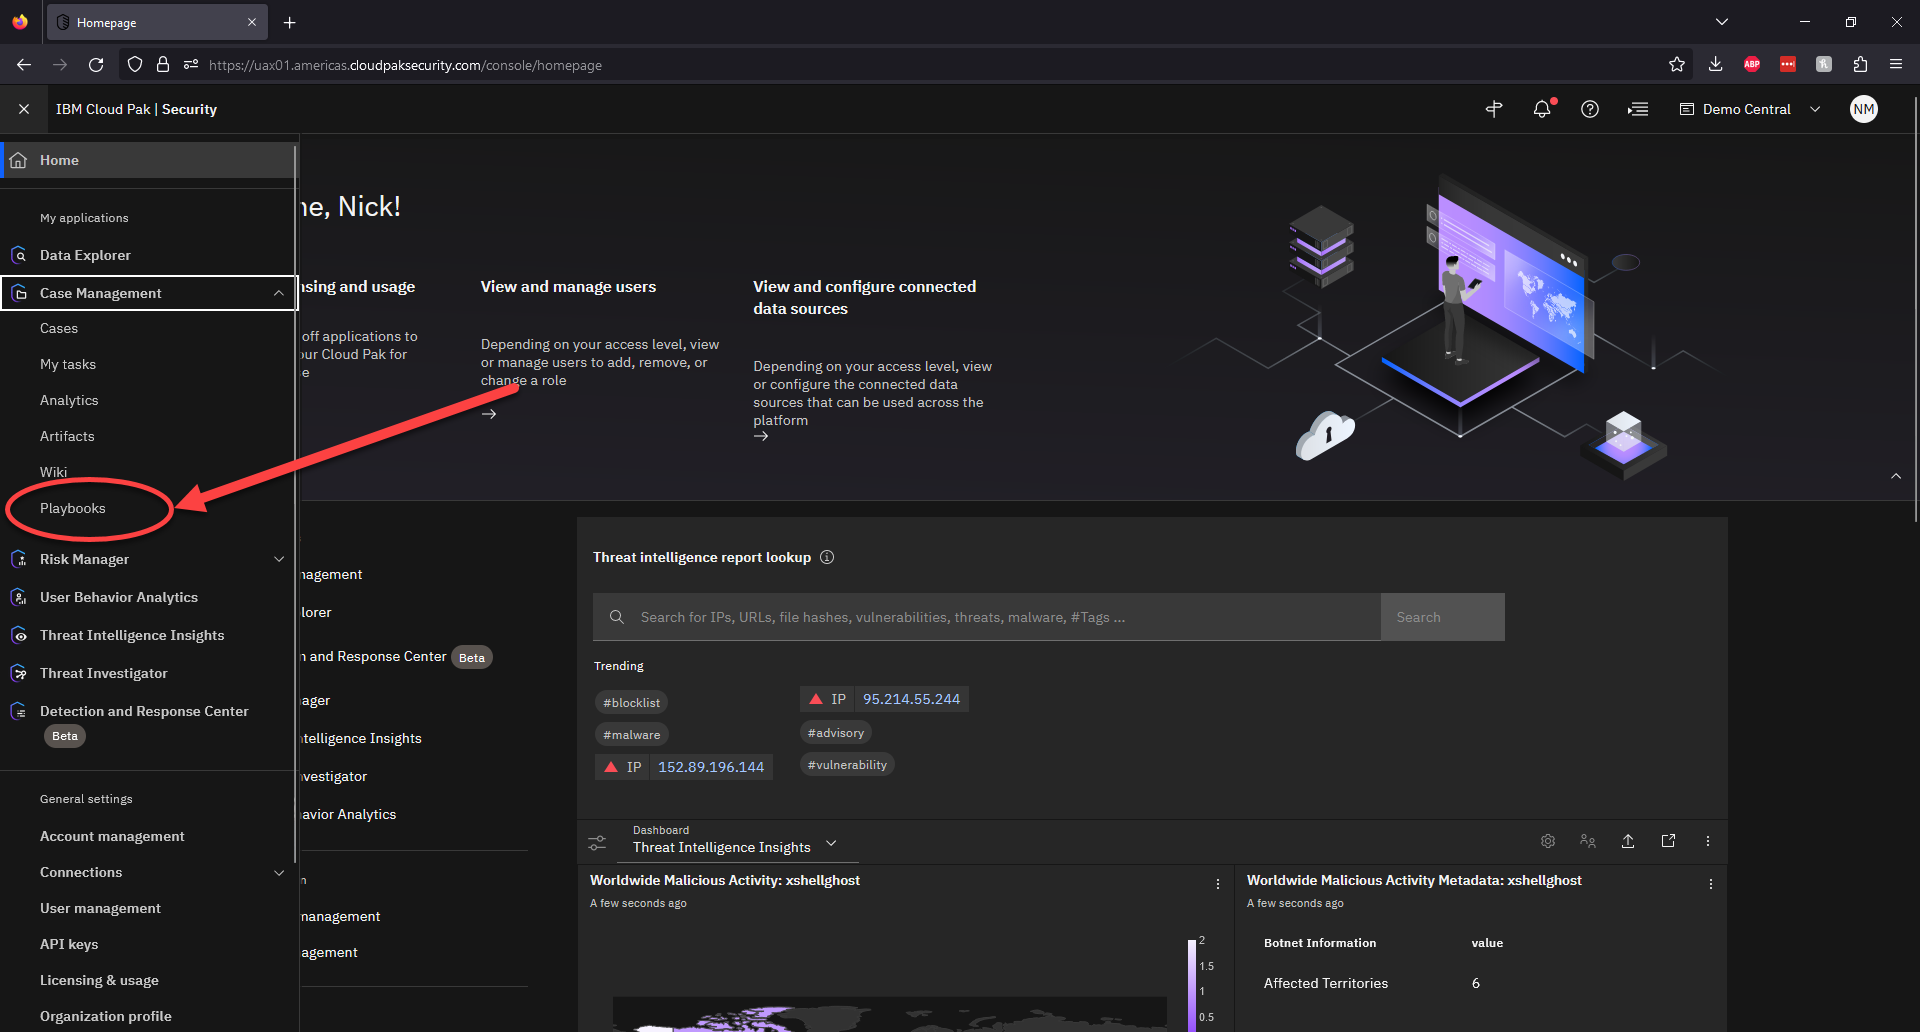 Homepage
https://uax01.americas.cloudpaksecurity.com/console/homepage
ABP
IBM Cloud Pak | Security
Demo Central
NM
Home
My applications
Data Explorer
Case Management
Cases
My tasks
Analytics
Artifacts
Wiki
Playbooks
Risk Manager
User Behavior Analytics
Threat Intelligence Insights
Threat Investigator
Detection and Response Center
Beta
General settings
Account management
Connections
User management
API keys
Licensing & usage
Organization profile
ne, Nick!
nsing and usage
off applications to
our Cloud Pak for
e
View and manage users
Depending on your access level, view
or manage users to add, remove, or
change a role
View and configure connected
data sources
Depending on your access level, view
or configure the connected data
sources that can be used across the
platform
nagement
lorer
n and Response Center Beta
ager
ntelligence Insights
nvestigator
avior Analytics
n
management
agement
Threat intelligence report lookup
Search for IPs, URLs, file hashes, vulnerabilities, threats, malware, #Tags ...
Search
Trending
#blocklist
#malware
IP 152.89.196.144
IP 95.214.55.244
#advisory
#vulnerability
Dashboard
Threat Intelligence Insights
Worldwide Malicious Activity: xshellghost
A few seconds ago
2
1.5
1
0.5
Worldwide Malicious Activity Metadata: xshellghost
A few seconds ago
Botnet Information value
Affected Territories 6